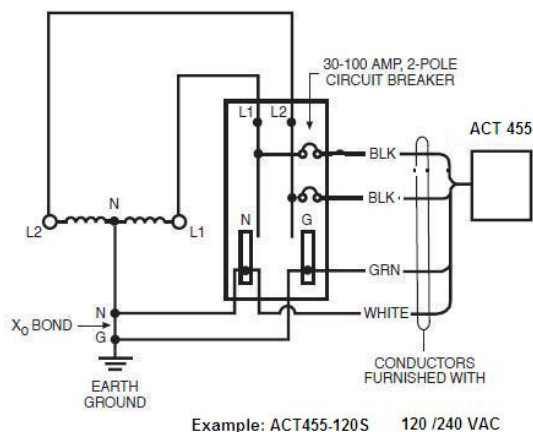 30-100 AMP, 2-POLE
CIRCUIT BREAKER
L1 L2
ACT 455
BLK
BLK
N
L2 L1
N G
GRN
N
WHITE
X0 BOND
G
EARTH
GROUND
CONDUCTORS
FURNISHED WITH
Example: ACT455-120S 120 /240 VAC